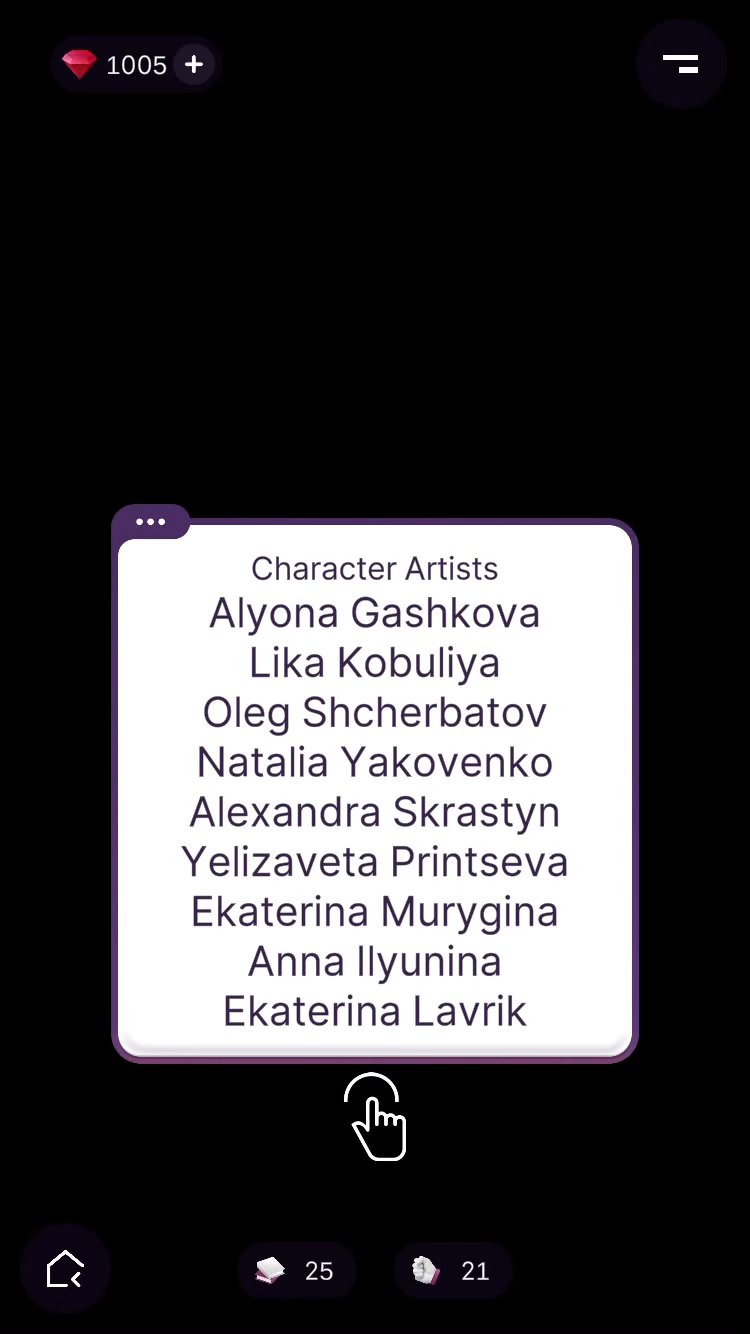 1005
Character Artists
Alyona Gashkova
Lika Kobuliya
Oleg Shcherbatov
Natalia Yakovenko
Alexandra Skrastyn
Yelizaveta Printseva
Ekaterina Murygina
Anna Ilyunina
Ekaterina Lavrik
25 21